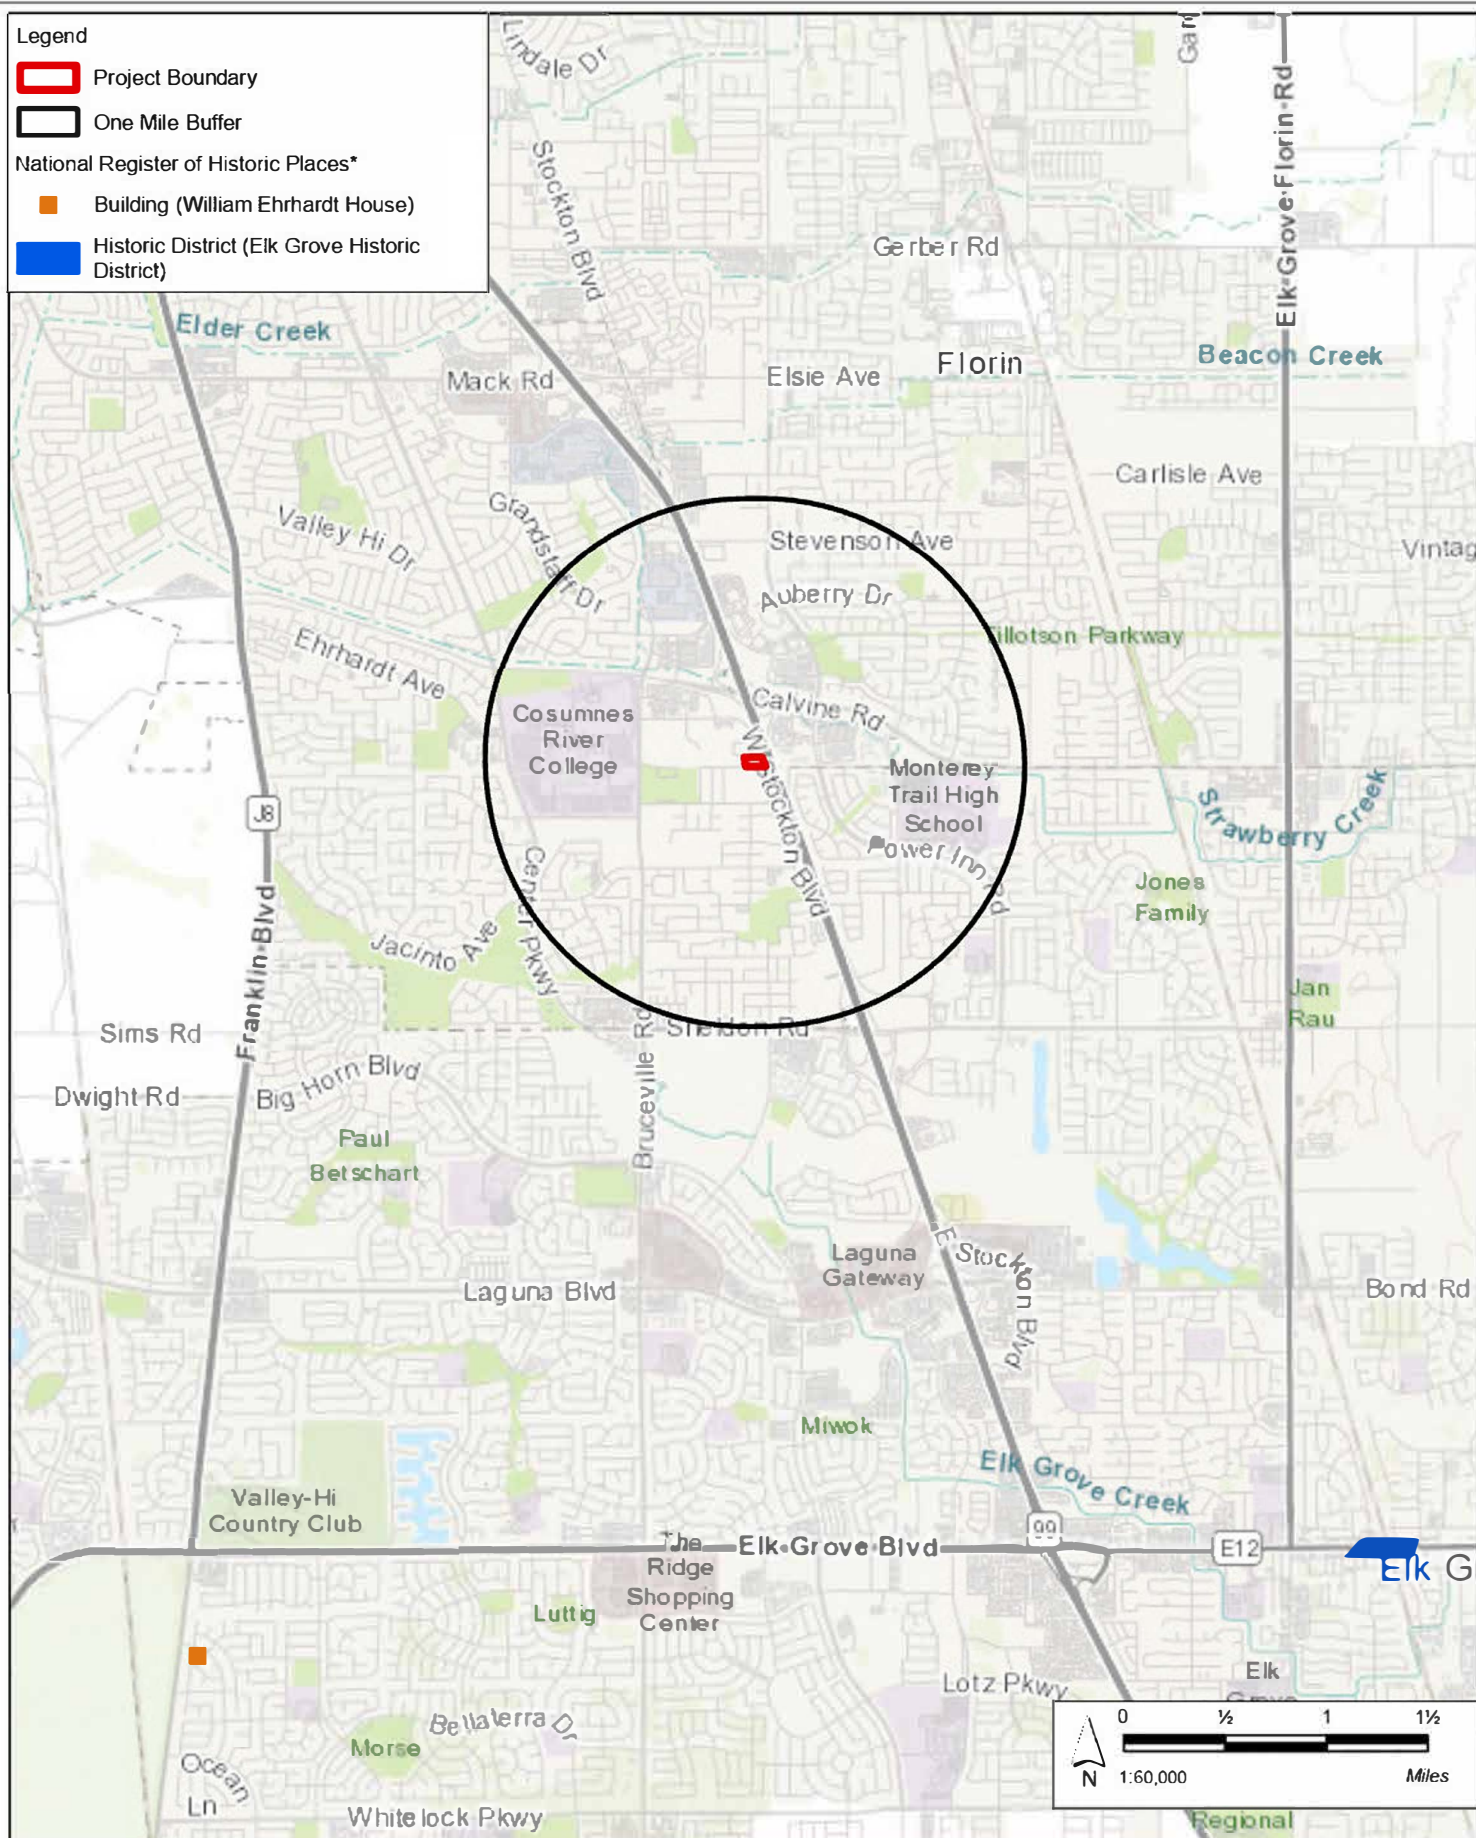 Legend
Project Boundary
One Mile Buffer
National Register of Historic Places*
Building (William Ehrhardt House)
Historic District (Elk Grove Historic
District)
Lindale Dr
Stockton Blvd
Elk Grove Florin Rd
Gerber Rd
Elder Creek
Beacon Creek
Florin
Mack Rd
Elsie Ave
Carlisle Ave
Valley Hi Dr
Grandstaff Dr
Stevenson Ave
Auberry Dr
Tillotson Parkway
Ehrhardt Ave
Calvine Rd
Cosumnes
River
College
W Stockton Blvd
Monterey
Trail High
School
Power Inn Rd
J8
Strawberry Creek
Franklin Blvd
Center Pkwy
Jones
Family
Jacinto Ave
Jan
Rau
Sims Rd
Sheldon Rd
Dwight Rd
Big Horn Blvd
Bruceville Rd
Paul
Betschart
Laguna
Gateway
E Stockton Blvd
Laguna Blvd
Bond Rd
Miwok
Elk Grove Creek
Valley-Hi
Country Club
The
Ridge
Shopping
Center
Elk Grove Blvd
99
E12
Elk G
Luttig
Elk
Lotz Pkwy
Bellaterra Dr
Morse
Ocean
Ln
Whitelock Pkwy
0 ½ 1 1½
N 1:60,000 Miles
Regional